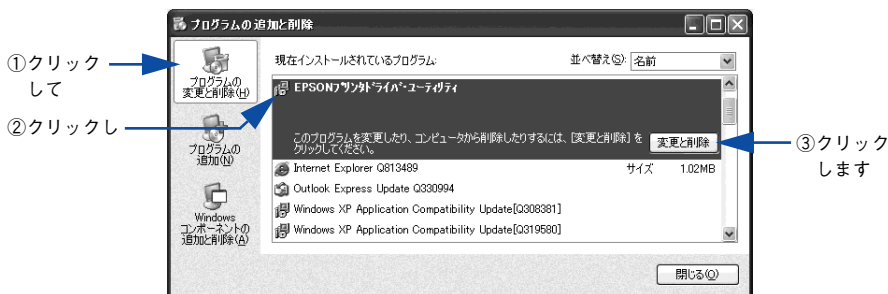 プログラムの追加と削除
①クリック
して
②クリックし
プログラムの
変更と削除(H)
プログラムの
追加(N)
Windows
コンポーネントの
追加と削除(A)
現在インストールされているプログラム:
並べ替え(S):
名前
EPSONプリンタドライバ・ユーティリティ
このプログラムを変更したり、コンピュータから削除したりするには、[変更と削除] を
クリックしてください。
変更と削除
③クリック
します
Internet Explorer Q813489
サイズ 1.02MB
Outlook Express Update Q330994
Windows XP Application Compatibility Update[Q308381]
Windows XP Application Compatibility Update[Q319580]
閉じる(O)